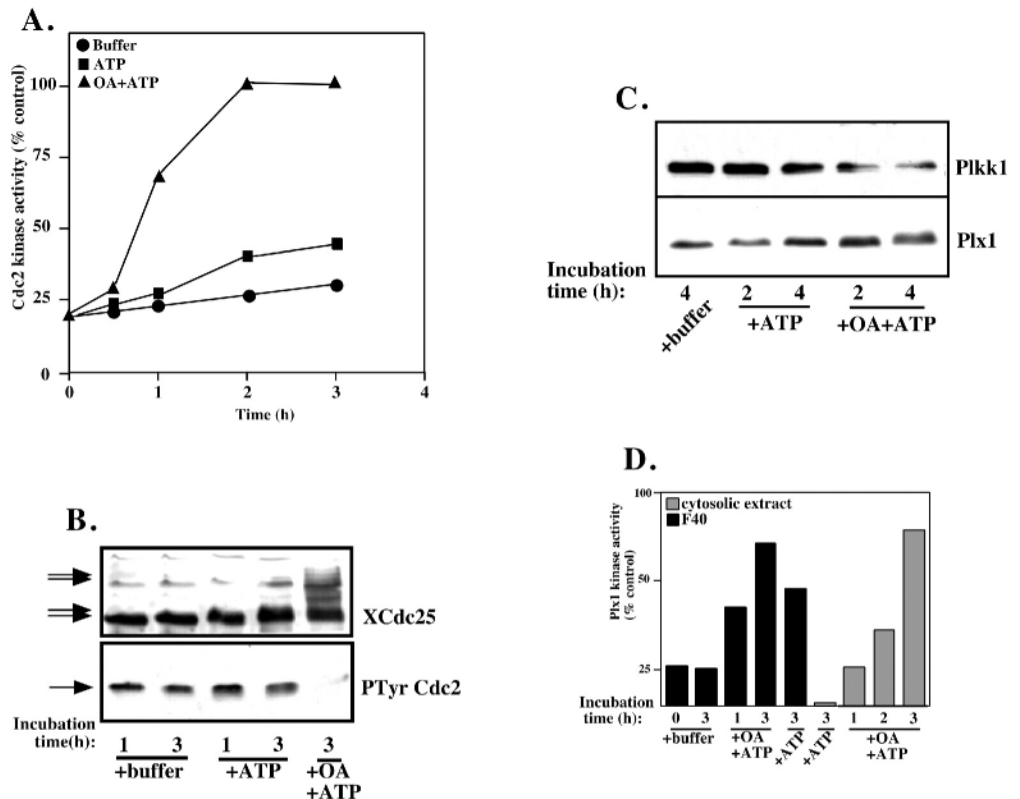 A.
Buffer
ATP
OA+ATP
Cdc2 kinase activity (% control)
100
75
50
25
0
0 1 2 3 4
Time (h)
B.
XCdc25
PTyr Cdc2
Incubation
time(h):
1 3 1 3 3
+buffer +ATP +OA
+ATP
C.
Plkk1
Plx1
Incubation
time (h):
4 2 4 2 4
+buffer +ATP +OA+ATP
D.
cytosolic extract
F40
Plx1 kinase activity
(% control)
100
50
25
Incubation
time (h):
0 3 1 3 3 3 1 2 3
+buffer +OA +ATP +ATP +OA
+ATP +ATP